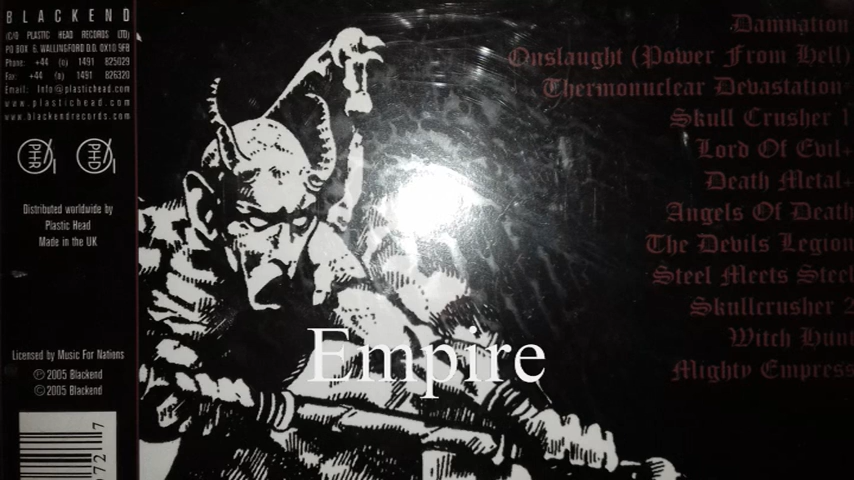 BLACKEND
(C/O PLASTIC HEAD RECORDS LTD)
PO BOX 6, WALLINGFORD D.O. OX10 9FB
Phone: +44 (o) 1491 825029
Fax: +44 (o) 1491 826320
Email: Info@plastichead.com
www.plastichead.com
www.blackendrecords.com
PHR
PHD
Distributed worldwide by
Plastic Head
Made in the UK
Licensed by Music For Nations
℗ 2005 Blackend
© 2005 Blackend
Damnation
Onslaught (Power From Hell)
Thermonuclear Devastation
Skull Crusher 1
Lord Of Evil+
Death Metal+
Angels Of Death
The Devils Legion
Steel Meets Steel
Skullcrusher 2
Witch Hunt
Mighty Empress
Empire